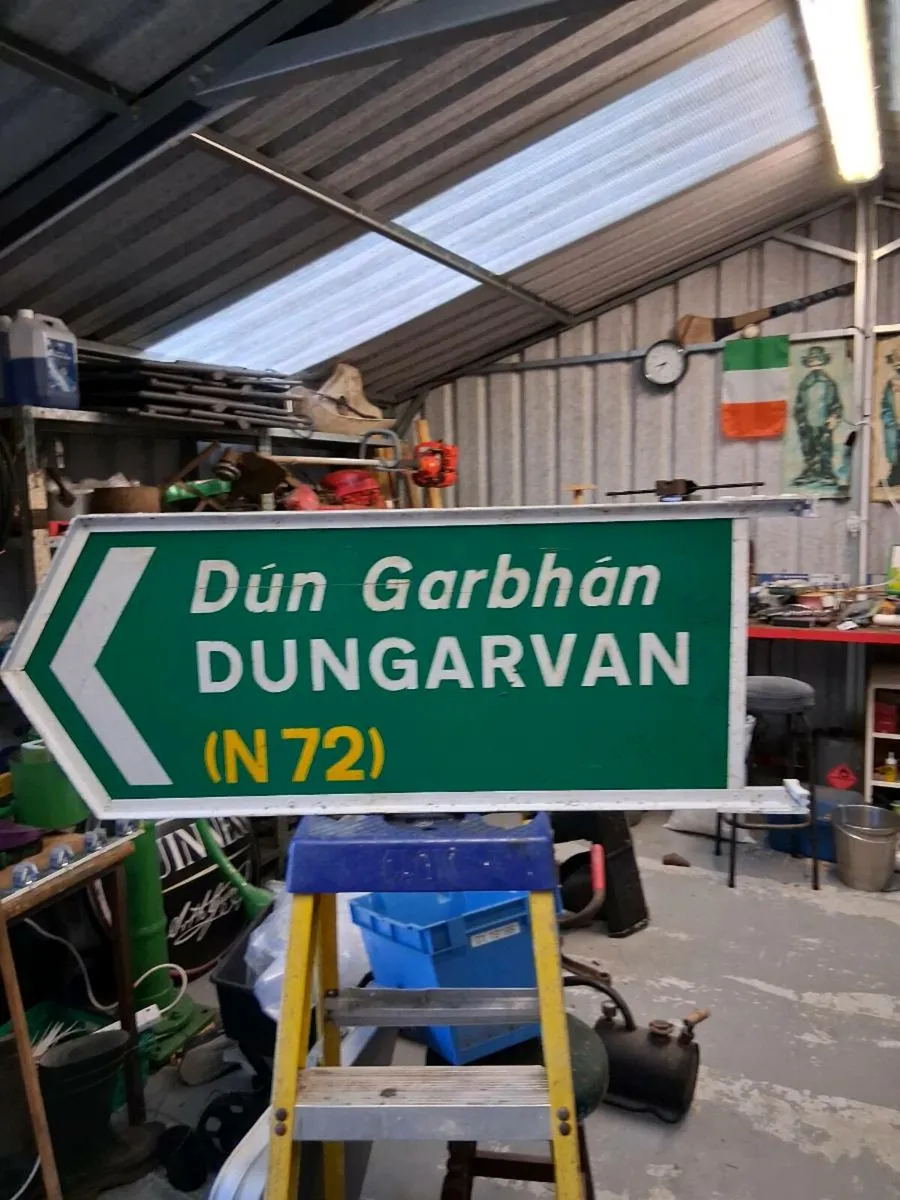 Dún Garbhán
DUNGARVAN
(N 72)